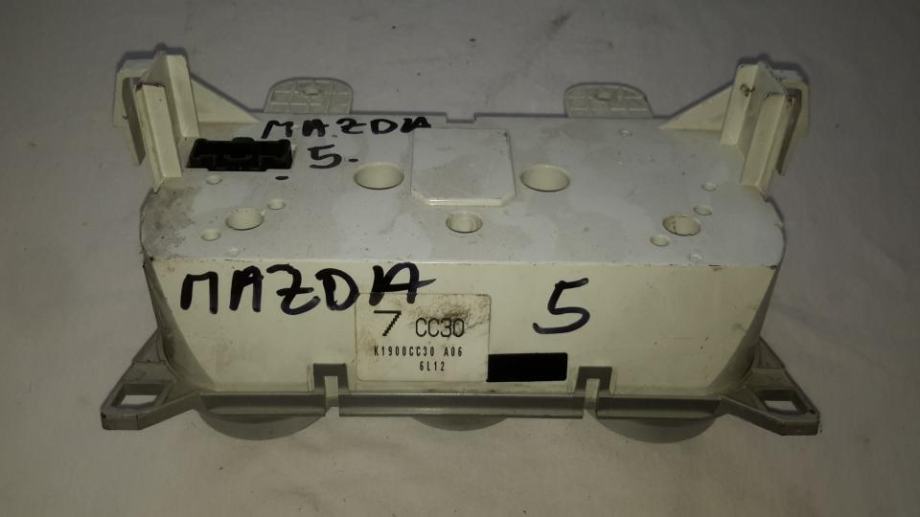 MAZDA
.5.
MAZDA 5
7 CC30
K1900CC30 A06
6L12